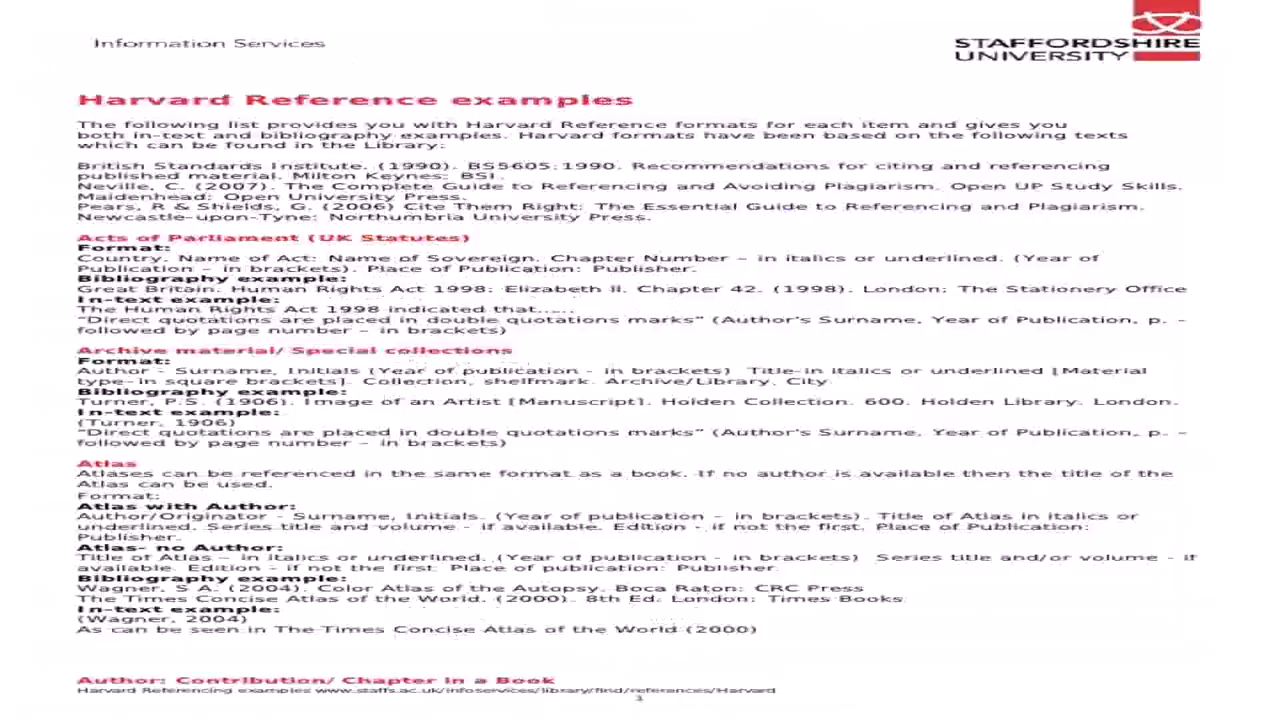 Information Services
STAFFORDSHIRE
UNIVERSITY
Harvard Reference examples
The following list provides you with Harvard Reference formats for each item and gives you
both in-text and bibliography examples. Harvard formats have been based on the following texts
which can be found in the Library:
British Standards Institute. (1990). BS5605:1990. Recommendations for citing and referencing
published material. Milton Keynes: BSI.
Neville, C. (2007). The Complete Guide to Referencing and Avoiding Plagiarism. Open UP Study Skills.
Maidenhead: Open University Press.
Pears, R & Shields, G. (2006) Cite Them Right: The Essential Guide to Referencing and Plagiarism.
Newcastle-upon-Tyne: Northumbria University Press.
Acts of Parliament (UK Statutes)
Format:
Country. Name of Act: Name of Sovereign. Chapter Number – in italics or underlined. (Year of
Publication – in brackets). Place of Publication: Publisher.
Bibliography example:
Great Britain. Human Rights Act 1998: Elizabeth II. Chapter 42. (1998). London: The Stationery Office
In-text example:
The Human Rights Act 1998 indicated that......
"Direct quotations are placed in double quotations marks" (Author's Surname, Year of Publication, p. –
followed by page number – in brackets)
Archive material/ Special collections
Format:
Author - Surname, Initials (Year of publication - in brackets) Title-in italics or underlined [Material
type-in square brackets]. Collection, shelfmark. Archive/Library. City
Bibliography example:
Turner, P.S. (1906). Image of an Artist [Manuscript]. Holden Collection. 600. Holden Library. London.
In-text example:
(Turner, 1906)
"Direct quotations are placed in double quotations marks" (Author's Surname, Year of Publication, p. –
followed by page number – in brackets)
Atlas
Atlases can be referenced in the same format as a book. If no author is available then the title of the
Atlas can be used.
Format:
Atlas with Author:
Author/Originator - Surname, Initials. (Year of publication – in brackets). Title of Atlas in italics or
underlined. Series title and volume - if available. Edition - if not the first. Place of Publication:
Publisher.
Atlas- no Author:
Title of Atlas – in italics or underlined. (Year of publication - in brackets) Series title and/or volume - if
available. Edition - if not the first. Place of publication: Publisher
Bibliography example:
Wagner, S A. (2004). Color Atlas of the Autopsy. Boca Raton: CRC Press
The Times Concise Atlas of the World. (2000). 8th Ed. London: Times Books
In-text example:
(Wagner, 2004)
As can be seen in The Times Concise Atlas of the World (2000)
Author: Contribution/ Chapter in a Book
Harvard Referencing examples www.staffs.ac.uk/infoservices/library/find/references/Harvard
1